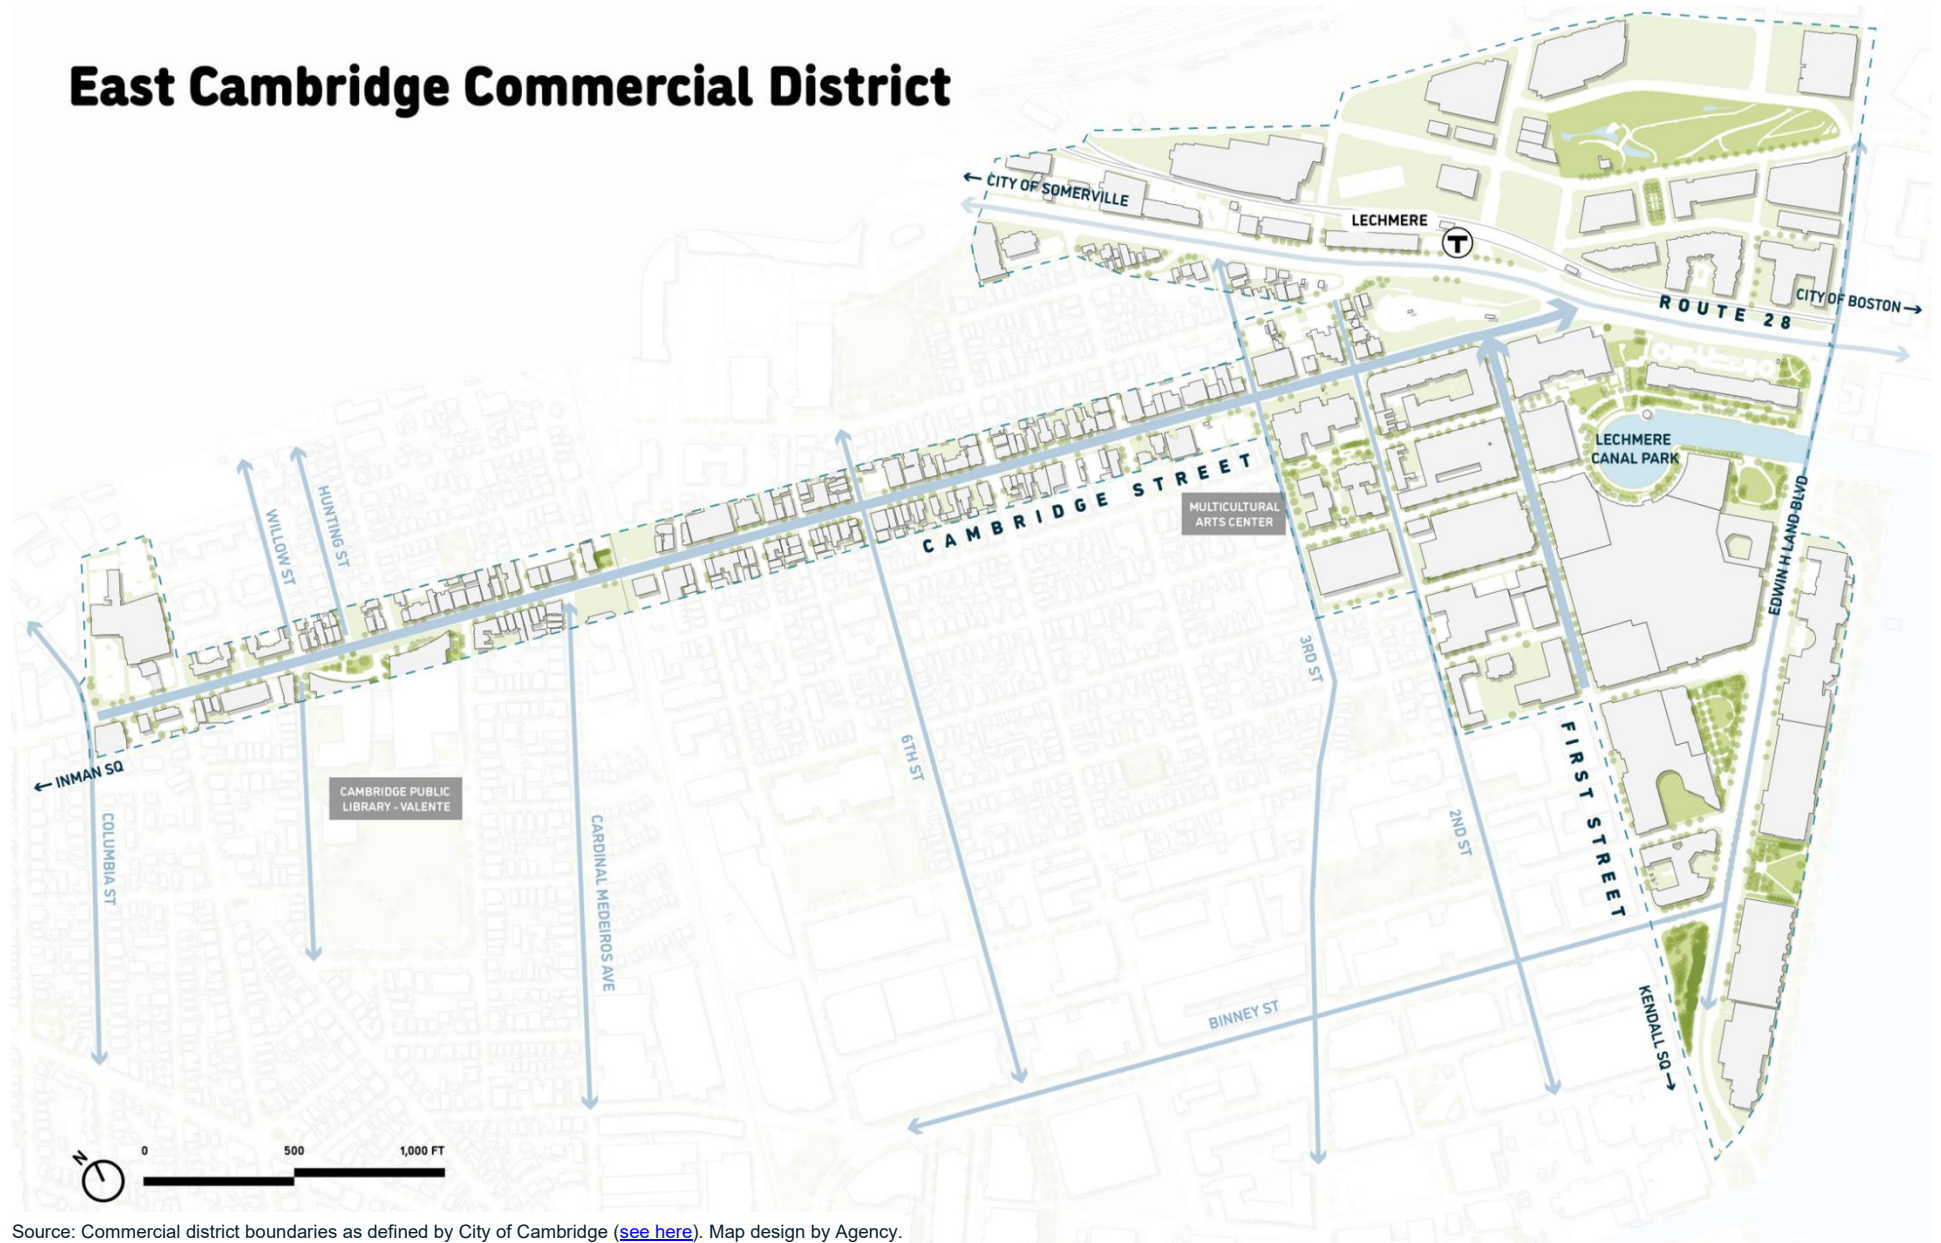 East Cambridge Commercial District
← CITY OF SOMERVILLE
LECHMERE
T
CITY OF BOSTON →
ROUTE 28
LECHMERE
CANAL PARK
CAMBRIDGE STREET
MULTICULTURAL
ARTS CENTER
EDWIN H LAND BLVD
HUNTING ST
WILLOW ST
3RD ST
6TH ST
FIRST STREET
← INMAN SQ
CAMBRIDGE PUBLIC
LIBRARY - VALENTE
COLUMBIA ST
CARDINAL MEDEIROS AVE
2ND ST
BINNEY ST
KENDALL SQ →
N
0 500 1,000 FT
Source: Commercial district boundaries as defined by City of Cambridge (see here). Map design by Agency.